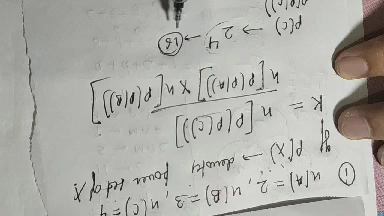 ① n(A) = 2, n(B) = 3, n(C) = 4
If P(X) → denotes power set of X
K = n[P(P(C))] / n[P(P(A))] × n[P(P(B))]
P(C) → 2⁴ → 16
P(P(C))